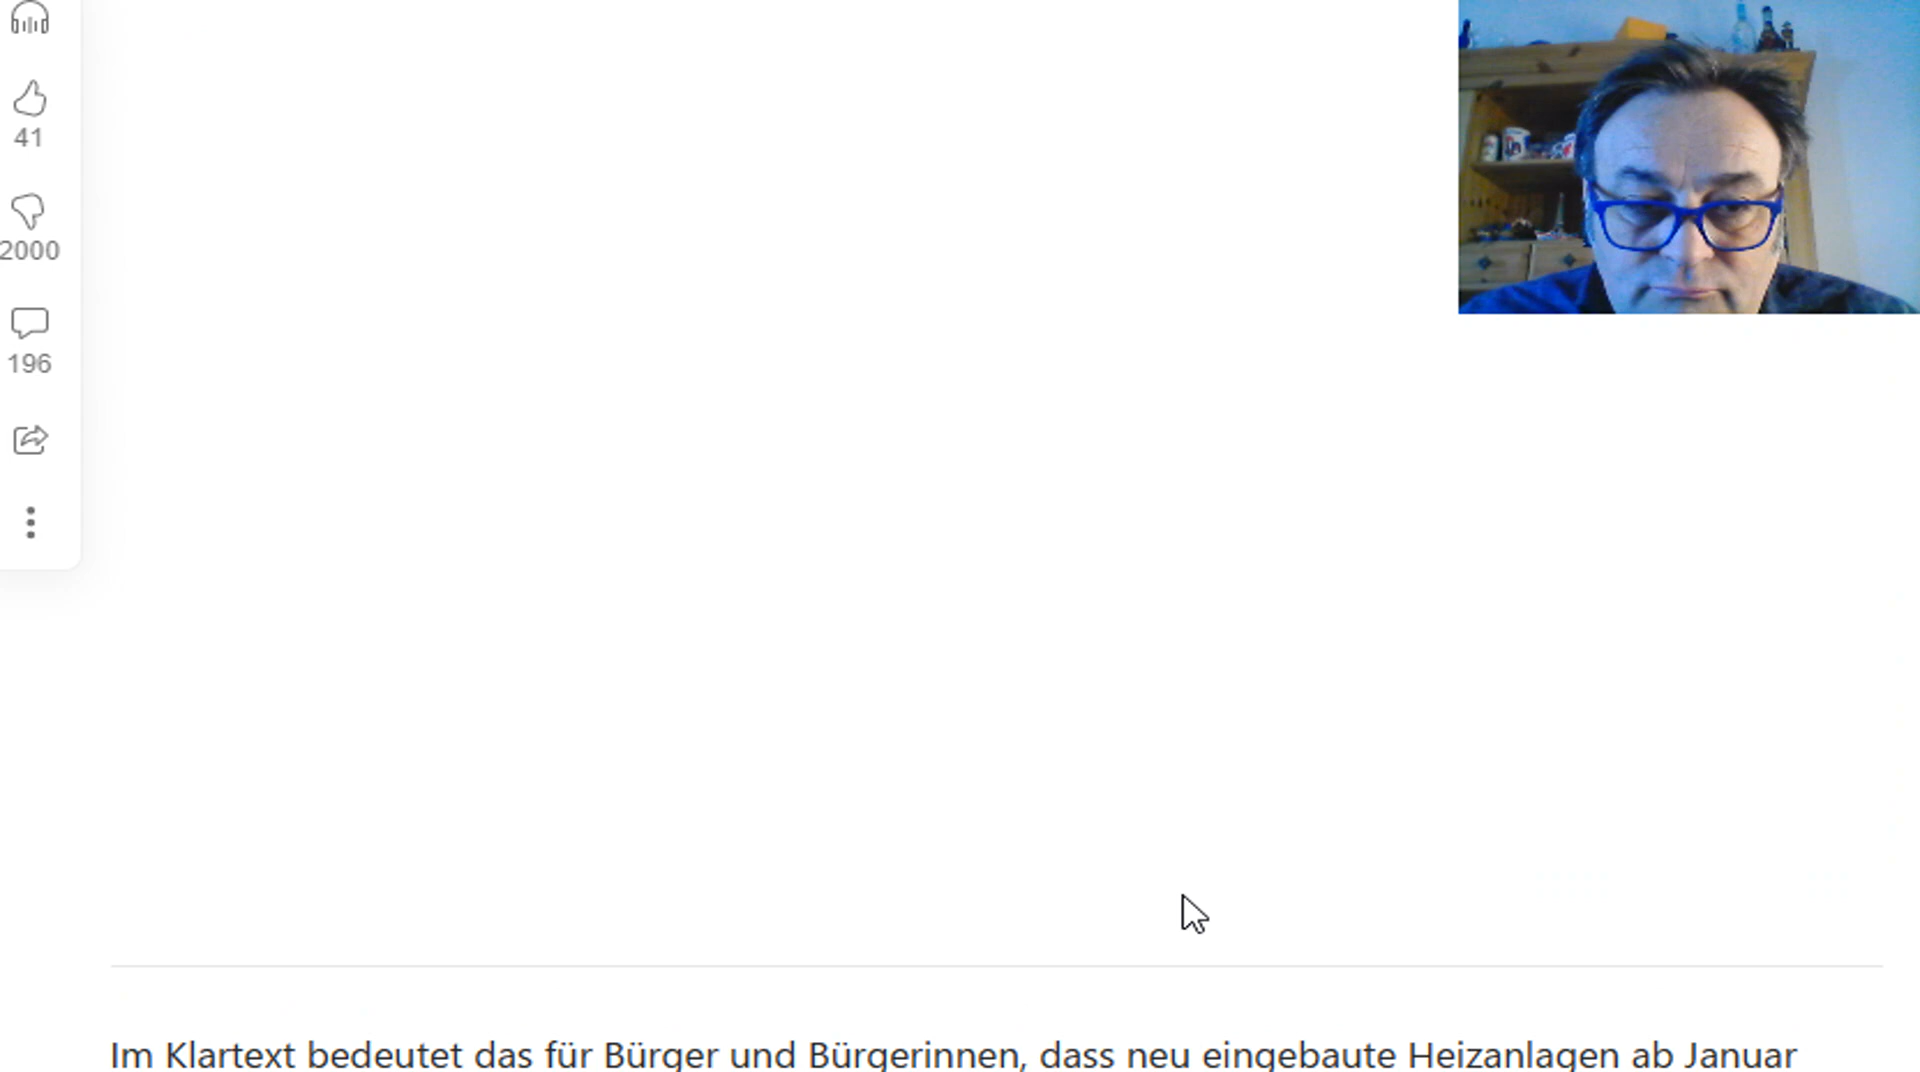 41
2000
196
Im Klartext bedeutet das für Bürger und Bürgerinnen, dass neu eingebaute Heizanlagen ab Januar